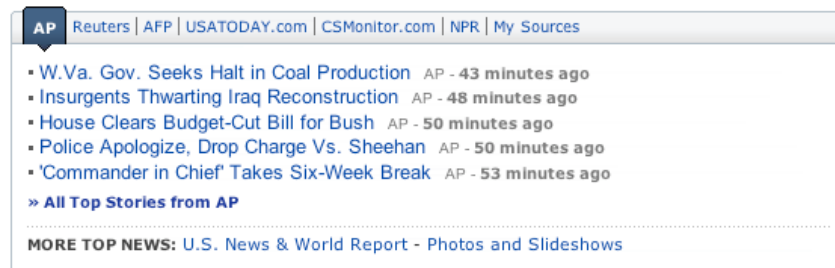 AP Reuters | AFP | USATODAY.com | CSMonitor.com | NPR | My Sources
▪ W.Va. Gov. Seeks Halt in Coal Production AP - 43 minutes ago
▪ Insurgents Thwarting Iraq Reconstruction AP - 48 minutes ago
▪ House Clears Budget-Cut Bill for Bush AP - 50 minutes ago
▪ Police Apologize, Drop Charge Vs. Sheehan AP - 50 minutes ago
▪ 'Commander in Chief' Takes Six-Week Break AP - 53 minutes ago
» All Top Stories from AP
MORE TOP NEWS: U.S. News & World Report - Photos and Slideshows